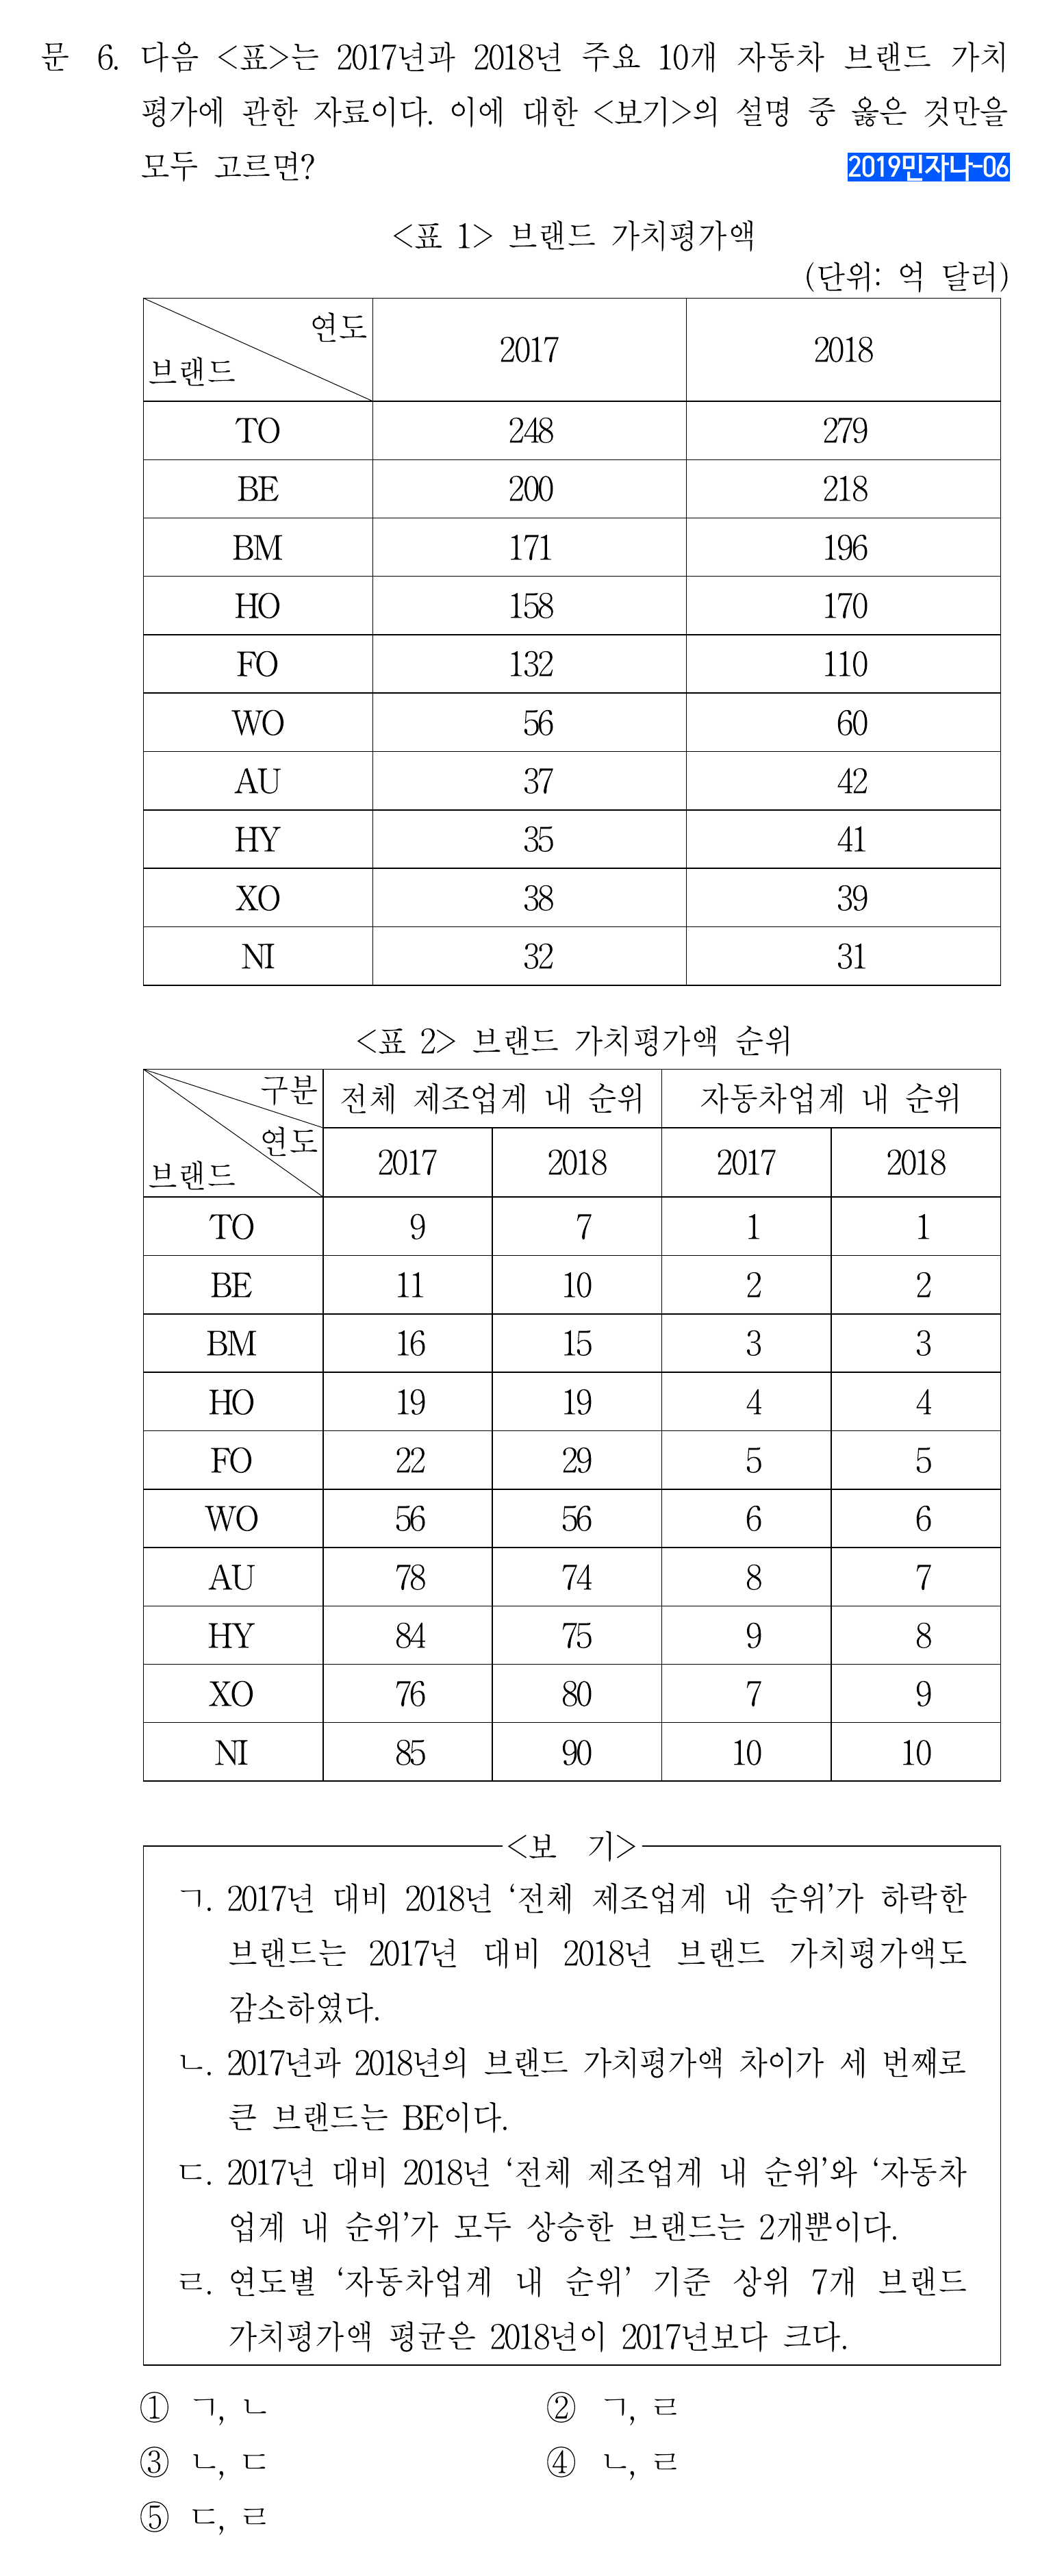 문 6. 다음 <표>는 2017년과 2018년 주요 10개 자동차 브랜드 가치
평가에 관한 자료이다. 이에 대한 <보기>의 설명 중 옳은 것만을
모두 고르면?
2019민자나-06
<표 1> 브랜드 가치평가액
(단위: 억 달러)
브랜드 연도 2017 2018
TO 248 279
BE 200 218
BM 171 196
HO 158 170
FO 132 110
WO 56 60
AU 37 42
HY 35 41
XO 38 39
NI 32 31
<표 2> 브랜드 가치평가액 순위
구분 전체 제조업계 내 순위 자동차업계 내 순위
브랜드 연도 2017 2018 2017 2018
TO 9 7 1 1
BE 11 10 2 2
BM 16 15 3 3
HO 19 19 4 4
FO 22 29 5 5
WO 56 56 6 6
AU 78 74 8 7
HY 84 75 9 8
XO 76 80 7 9
NI 85 90 10 10
<보 기>
ㄱ. 2017년 대비 2018년 ‘전체 제조업계 내 순위’가 하락한
브랜드는 2017년 대비 2018년 브랜드 가치평가액도
감소하였다.
ㄴ. 2017년과 2018년의 브랜드 가치평가액 차이가 세 번째로
큰 브랜드는 BE이다.
ㄷ. 2017년 대비 2018년 ‘전체 제조업계 내 순위’와 ‘자동차
업계 내 순위’가 모두 상승한 브랜드는 2개뿐이다.
ㄹ. 연도별 ‘자동차업계 내 순위’ 기준 상위 7개 브랜드
가치평가액 평균은 2018년이 2017년보다 크다.
① ㄱ, ㄴ ② ㄱ, ㄹ
③ ㄴ, ㄷ ④ ㄴ, ㄹ
⑤ ㄷ, ㄹ